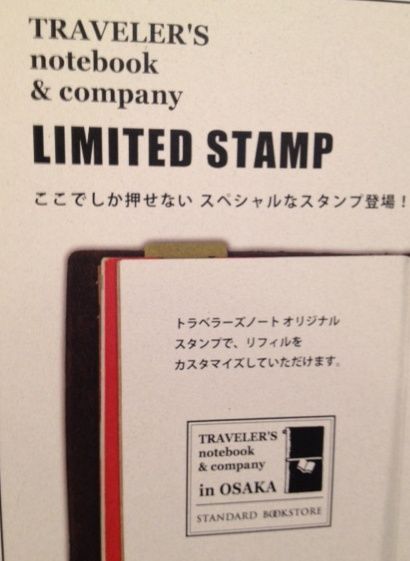 TRAVELER'S
notebook
& company
LIMITED STAMP
ここでしか押せない スペシャルなスタンプ登場！
トラベラーズノート オリジナル
スタンプで、リフィルを
カスタマイズしていただけます。
TRAVELER'S
notebook
& company
in OSAKA
STANDARD BOOKSTORE